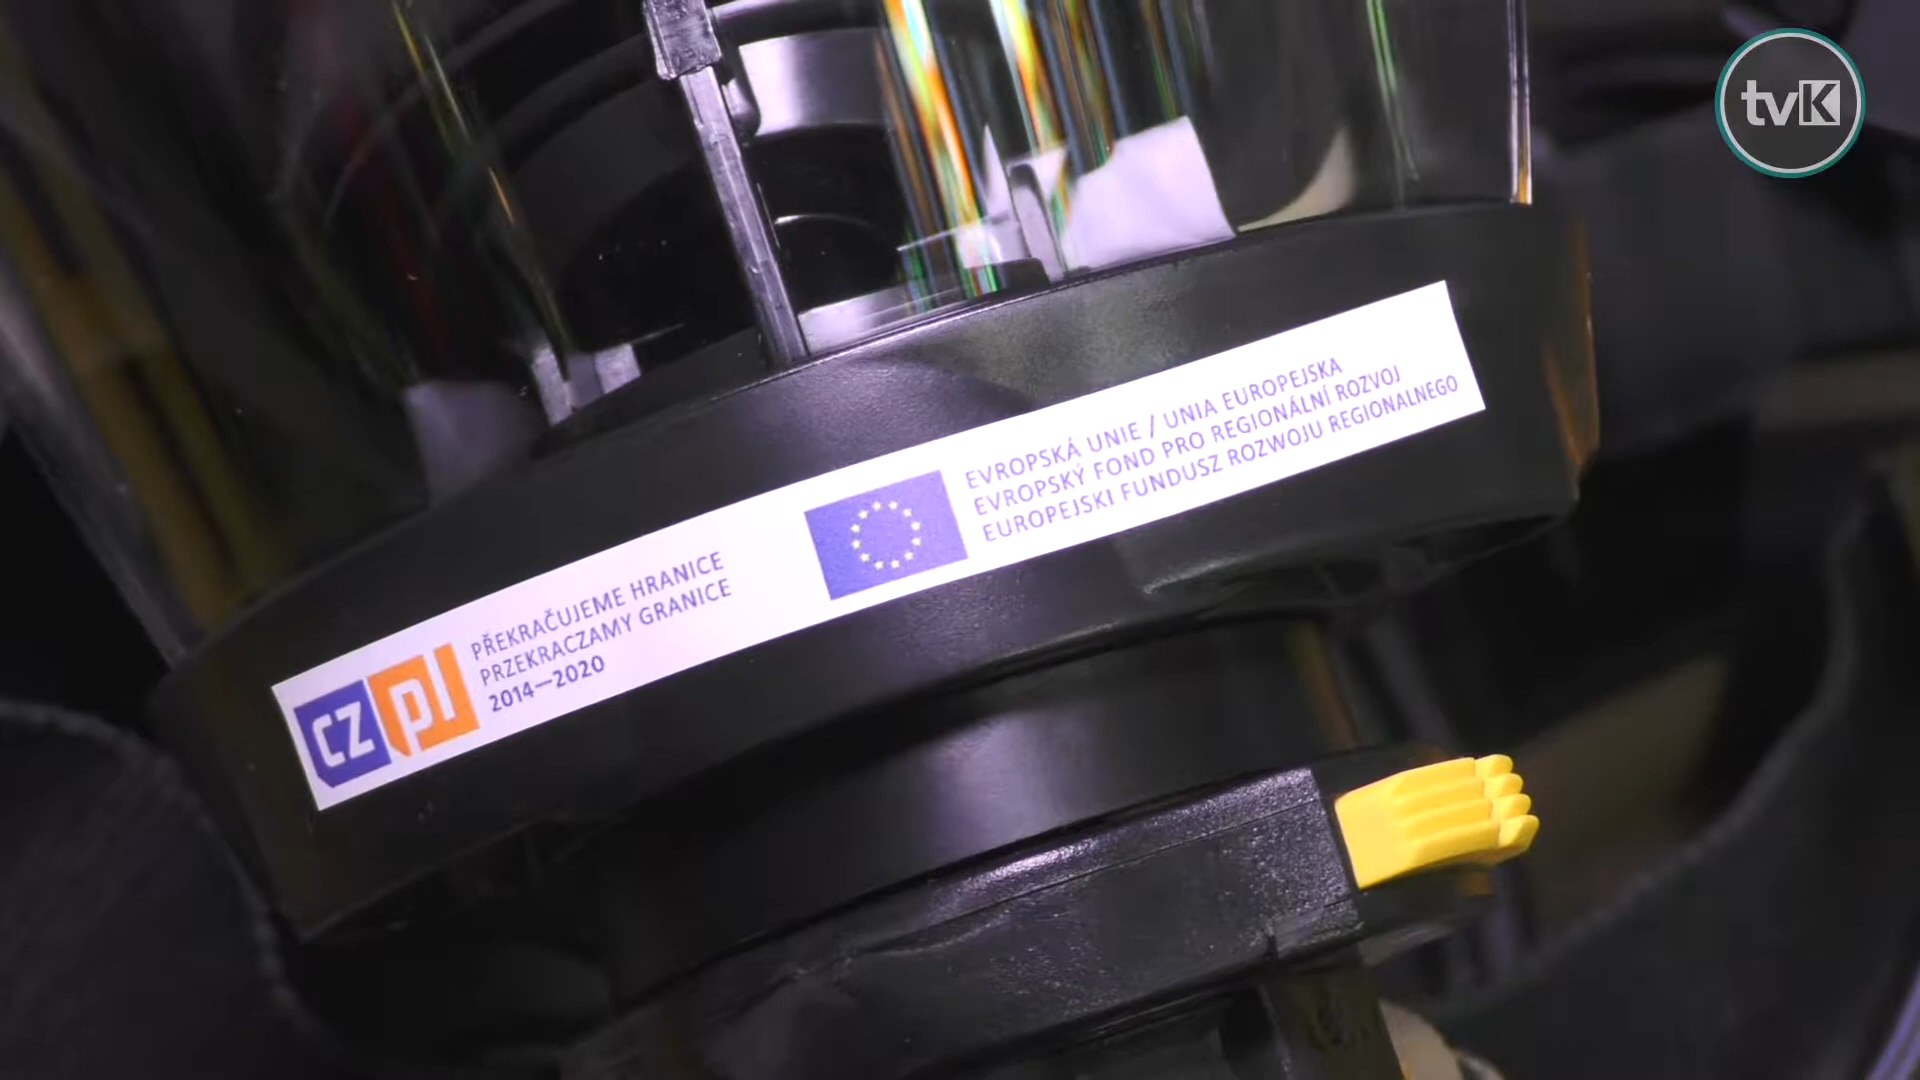 tvK
EVROPSKÁ UNIE / UNIA EUROPEJSKA
EVROPSKÝ FOND PRO REGIONÁLNÍ ROZVOJ
EUROPEJSKI FUNDUSZ ROZWOJU REGIONALNEGO
cz pl
PŘEKRAČUJEME HRANICE
PRZEKRACZAMY GRANICE
2014—2020